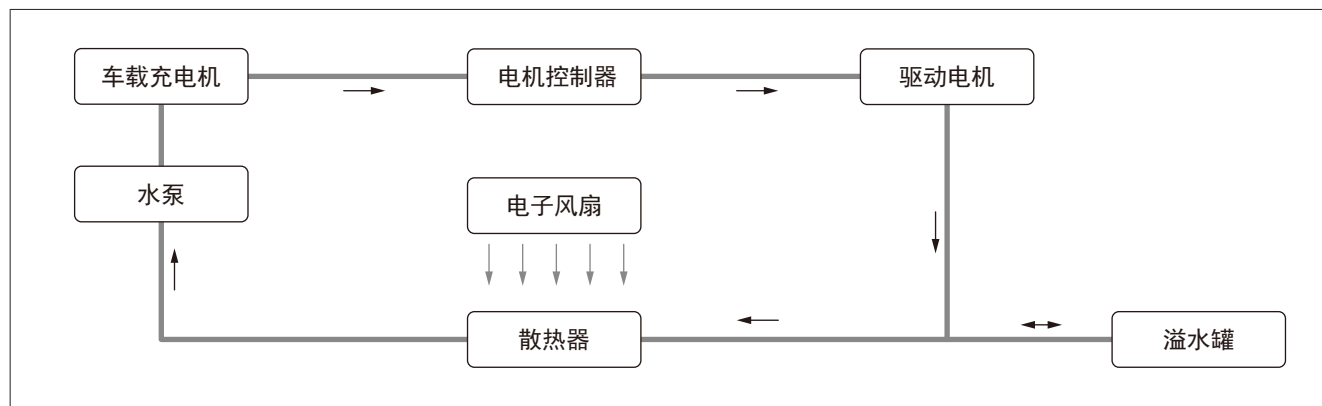 车载充电机
电机控制器
驱动电机
水泵
电子风扇
散热器
溢水罐